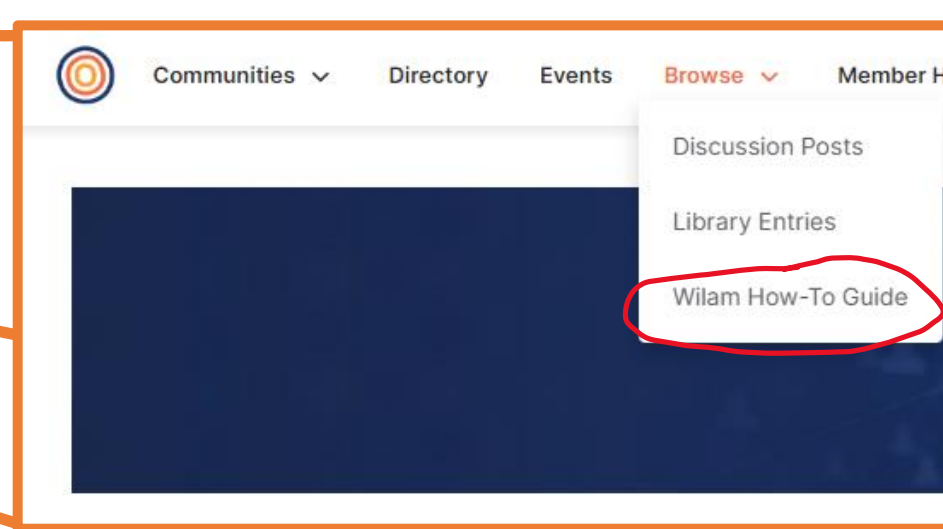 Communities Directory Events Browse Member H
Discussion Posts
Library Entries
Wilam How-To Guide